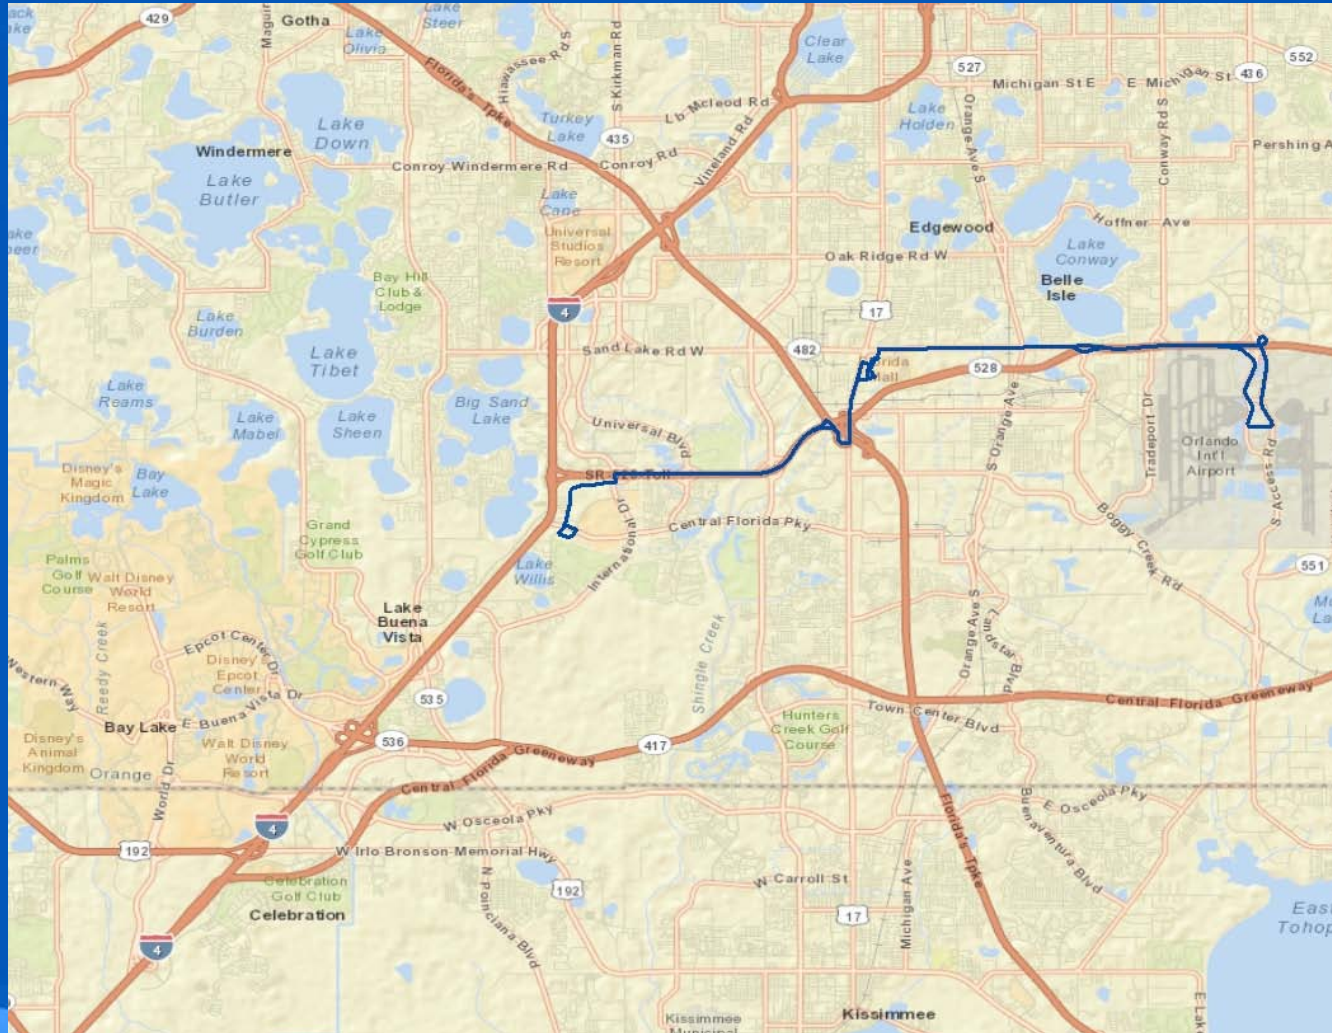 429
Gotha
Lake
Steer
Lake
Olivia
Florida's Tpke
Hiawassee Rd S
S Kirkman Rd
Clear
Lake
527
Michigan St E
E Michigan St
436
552
Lb Mcleod Rd
Lake
Holden
Orange Ave S
Conway Rd S
Turkey
Lake
435
Lake
Down
Windermere
Conroy Windermere Rd
Conroy Rd
Vineland Rd
Lake
Butler
Lake
Cane
Universal
Studios
Resort
Edgewood
Hoffner Ave
Oak Ridge Rd W
Lake
Conway
Belle
Isle
Bay Hill
Club &
Lodge
4
17
Lake
Burden
Lake
Tibet
Sand Lake Rd W
482
528
Lake
Reams
Lake
Mabel
Lake
Sheen
Big Sand
Lake
Universal Blvd
S Orange Ave
Tradeport Dr
Orlando
Int'l
Airport
S Access Rd
Disney's
Magic
Kingdom
Bay
Lake
Central Florida Pky
International Dr
Boggy Creek Rd
Grand
Cypress
Golf Club
Palms
Golf
Course
Walt Disney
World
Resort
Lake
Willis
551
Lake
Buena
Vista
Reedy Creek
Epcot Center Dr
Disney's
Epcot
Center
Shingle Creek
Orange Ave S
Landstar Blvd
Western Way
E Buena Vista Dr
535
Bay Lake
Central Florida Greeneway
Town Center Blvd
Hunters
Creek Golf
Course
536
417
Disney's
Animal
Kingdom
Walt Disney
World
Resort
Orange
World Dr
Central Florida Greeneway
E Osceola Pky
Buenaventura Blvd
Florida's Tpke
W Osceola Pky
4
192
W Irlo Bronson Memorial Hwy
192
Celebration
Golf Club
Celebration
N Poinciana Blvd
W Carroll St
17
Michigan Ave
4
Kissimmee
Kissimmee